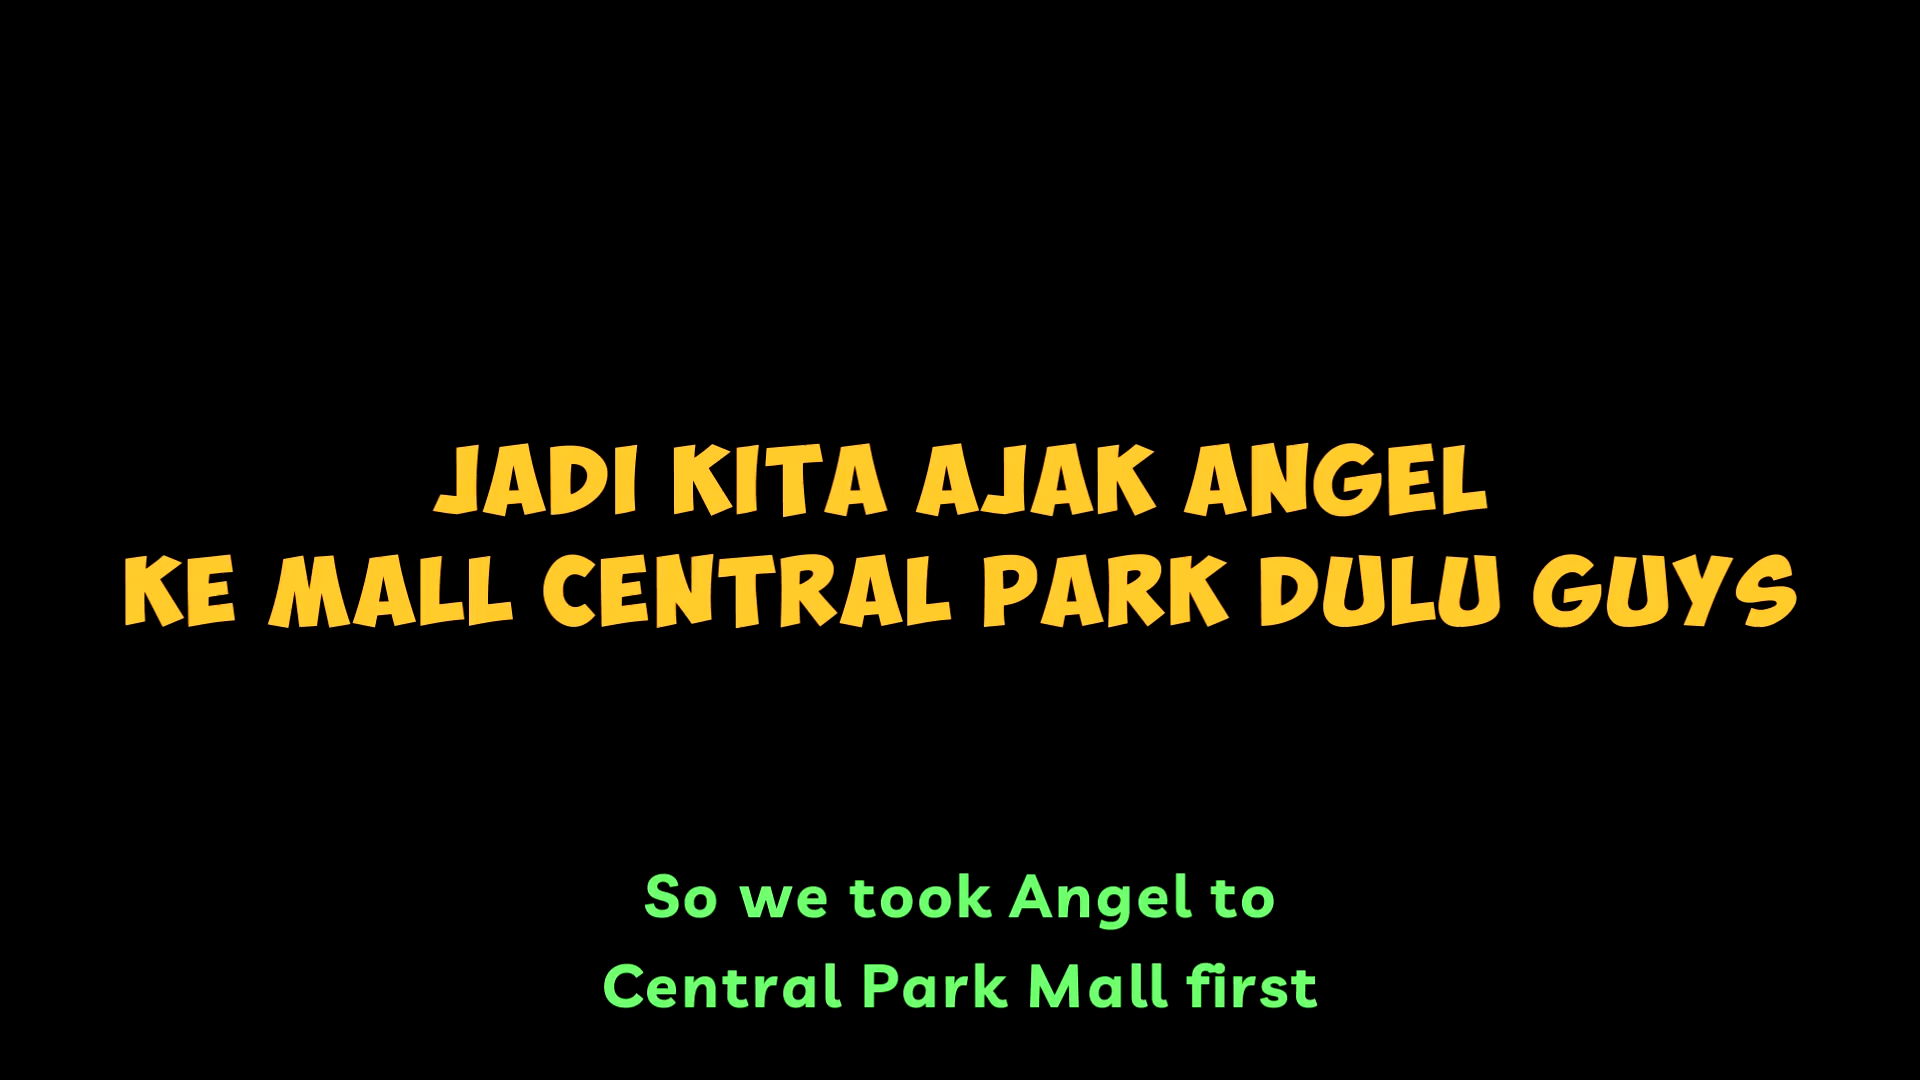 JADI KITA AJAK ANGEL
KE MALL CENTRAL PARK DULU GUYS
So we took Angel to
Central Park Mall first